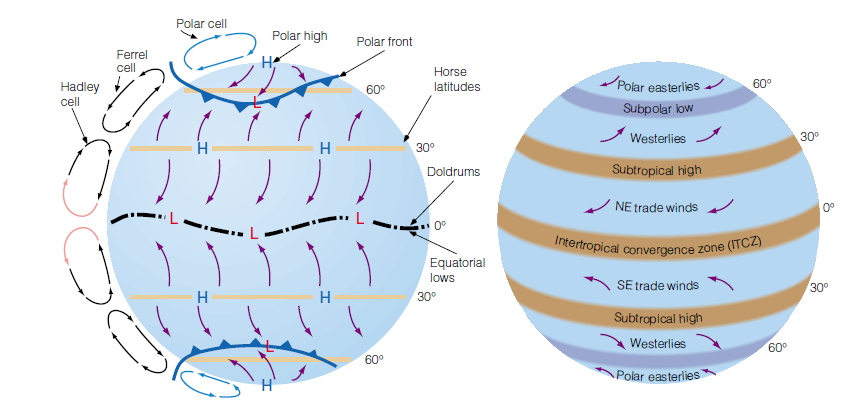 Polar cell
Polar high
Polar front
Ferrel
cell
Hadley
cell
H
60°
L
Horse
latitudes
H
H
30°
Doldrums
L
L
L
0°
Equatorial
lows
H
H
30°
L
60°
H
Polar easterlies
60°
Subpolar low
Westerlies
30°
Subtropical high
NE trade winds
0°
Intertropical convergence zone (ITCZ)
SE trade winds
30°
Subtropical high
Westerlies
60°
Polar easterlies